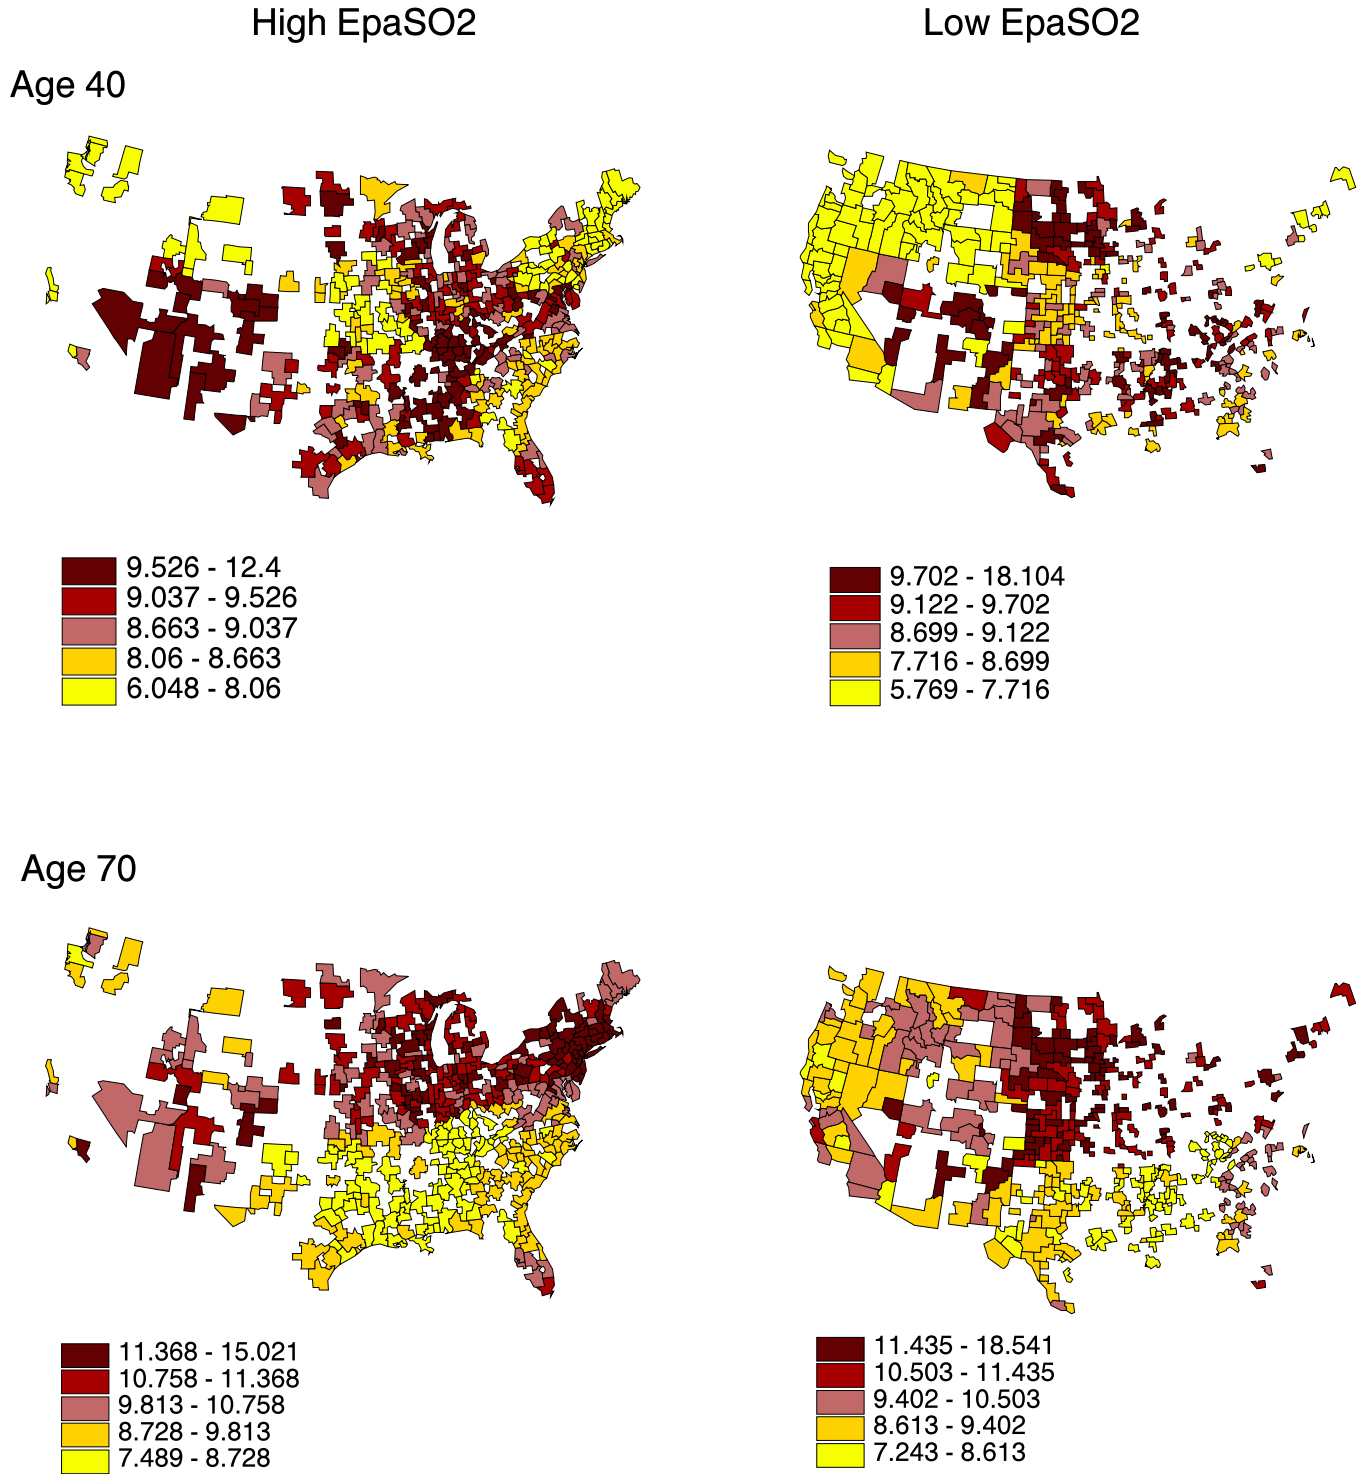 High EpaSO2
Low EpaSO2
Age 40
9.526 - 12.4
9.037 - 9.526
8.663 - 9.037
8.06 - 8.663
6.048 - 8.06
9.702 - 18.104
9.122 - 9.702
8.699 - 9.122
7.716 - 8.699
5.769 - 7.716
Age 70
11.368 - 15.021
10.758 - 11.368
9.813 - 10.758
8.728 - 9.813
7.489 - 8.728
11.435 - 18.541
10.503 - 11.435
9.402 - 10.503
8.613 - 9.402
7.243 - 8.613